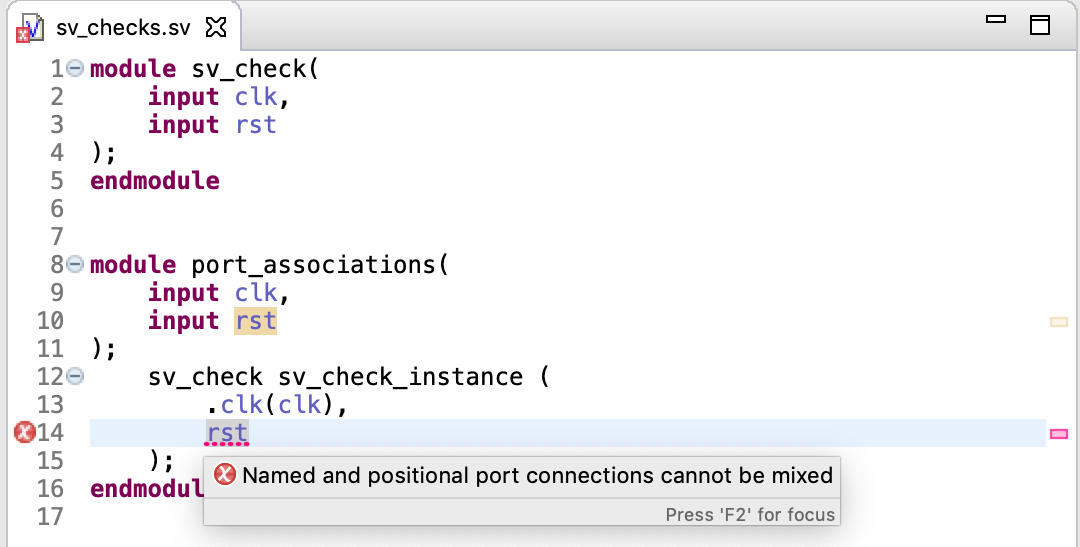 sv_checks.sv
1 module sv_check(
2     input clk,
3     input rst
4 );
5 endmodule
6
7
8 module port_associations(
9     input clk,
10     input rst
11 );
12     sv_check sv_check_instance (
13         .clk(clk),
14         rst
15     );
16 endmodul
Named and positional port connections cannot be mixed
Press 'F2' for focus
17